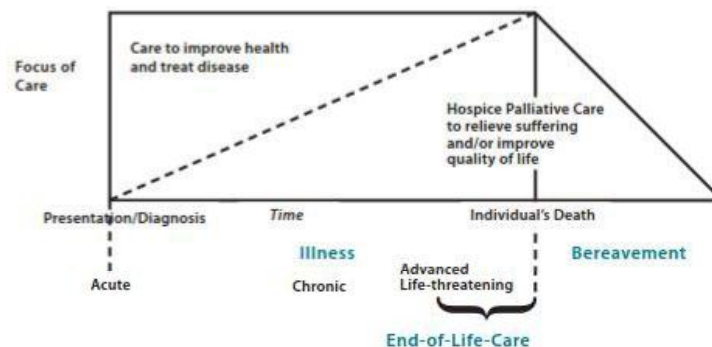 Care to improve health
and treat disease
Focus of
Care
Hospice Palliative Care
to relieve suffering
and/or improve
quality of life
Presentation/Diagnosis
Time
Individual's Death
Illness
Bereavement
Acute
Chronic
Advanced
Life-threatening
End-of-Life-Care